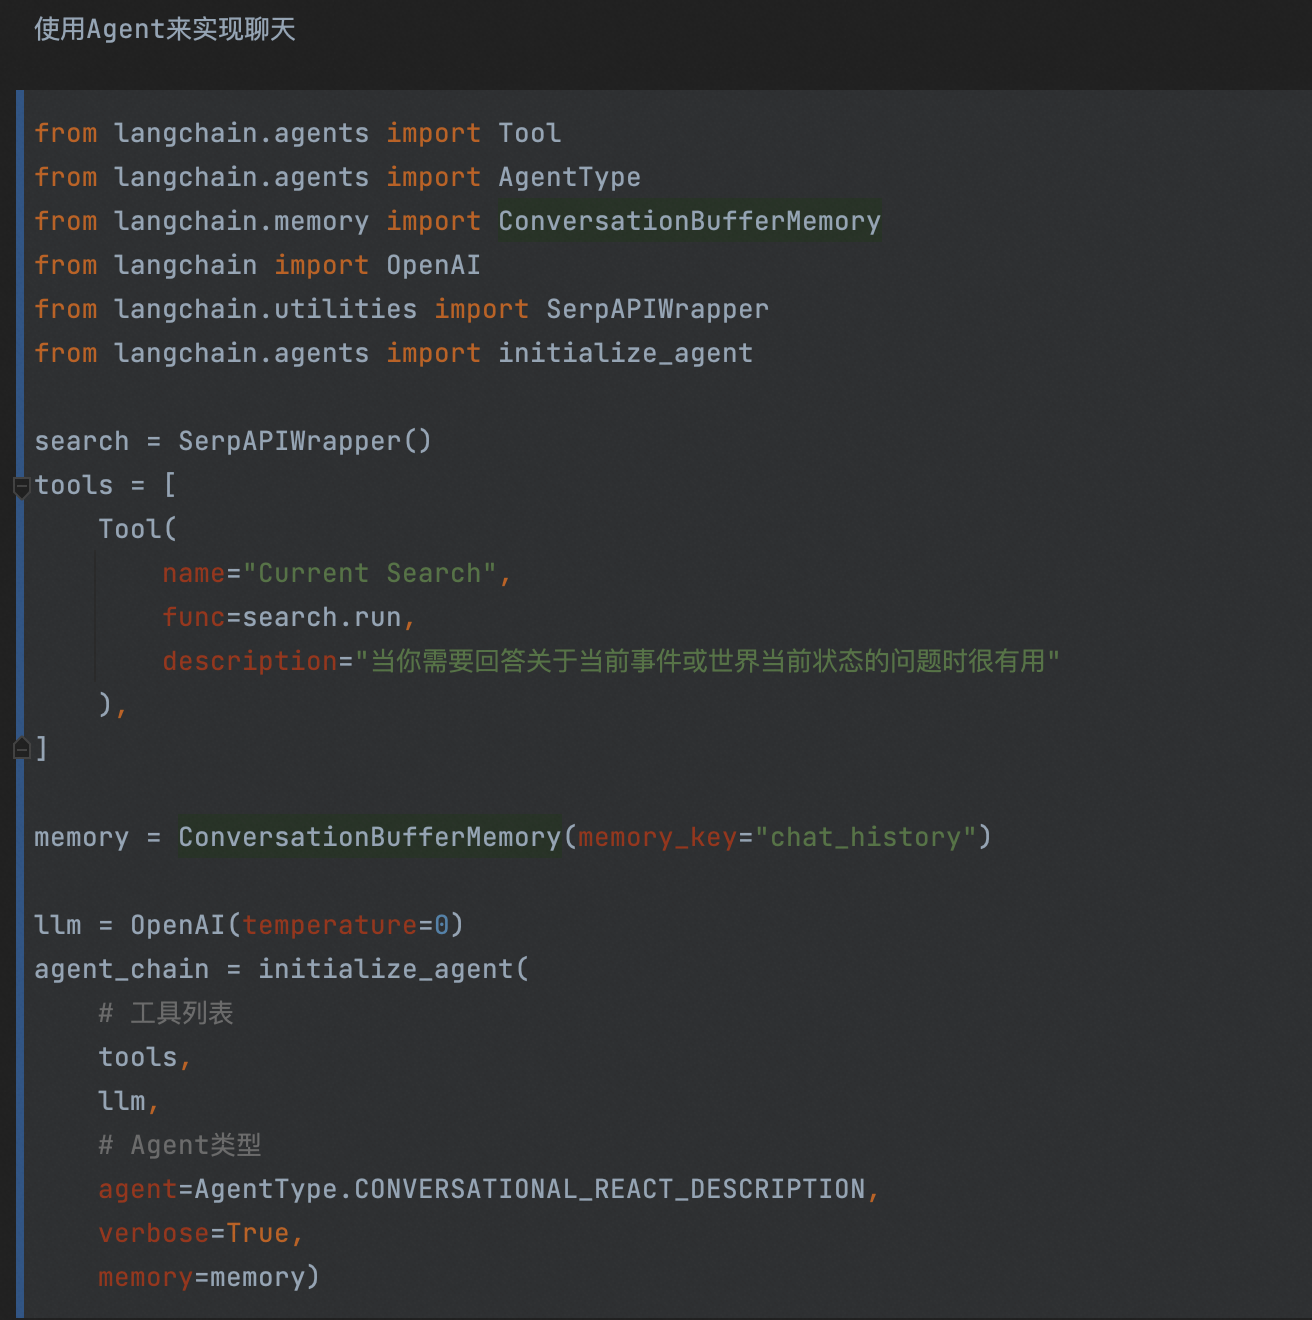 使用Agent来实现聊天
from langchain.agents import Tool
from langchain.agents import AgentType
from langchain.memory import ConversationBufferMemory
from langchain import OpenAI
from langchain.utilities import SerpAPIWrapper
from langchain.agents import initialize_agent
search = SerpAPIWrapper()
tools = [
    Tool(
        name="Current Search",
        func=search.run,
        description="当你需要回答关于当前事件或世界当前状态的问题时很有用"
    ),
]
memory = ConversationBufferMemory(memory_key="chat_history")
llm = OpenAI(temperature=0)
agent_chain = initialize_agent(
    # 工具列表
    tools,
    llm,
    # Agent类型
    agent=AgentType.CONVERSATIONAL_REACT_DESCRIPTION,
    verbose=True,
    memory=memory)